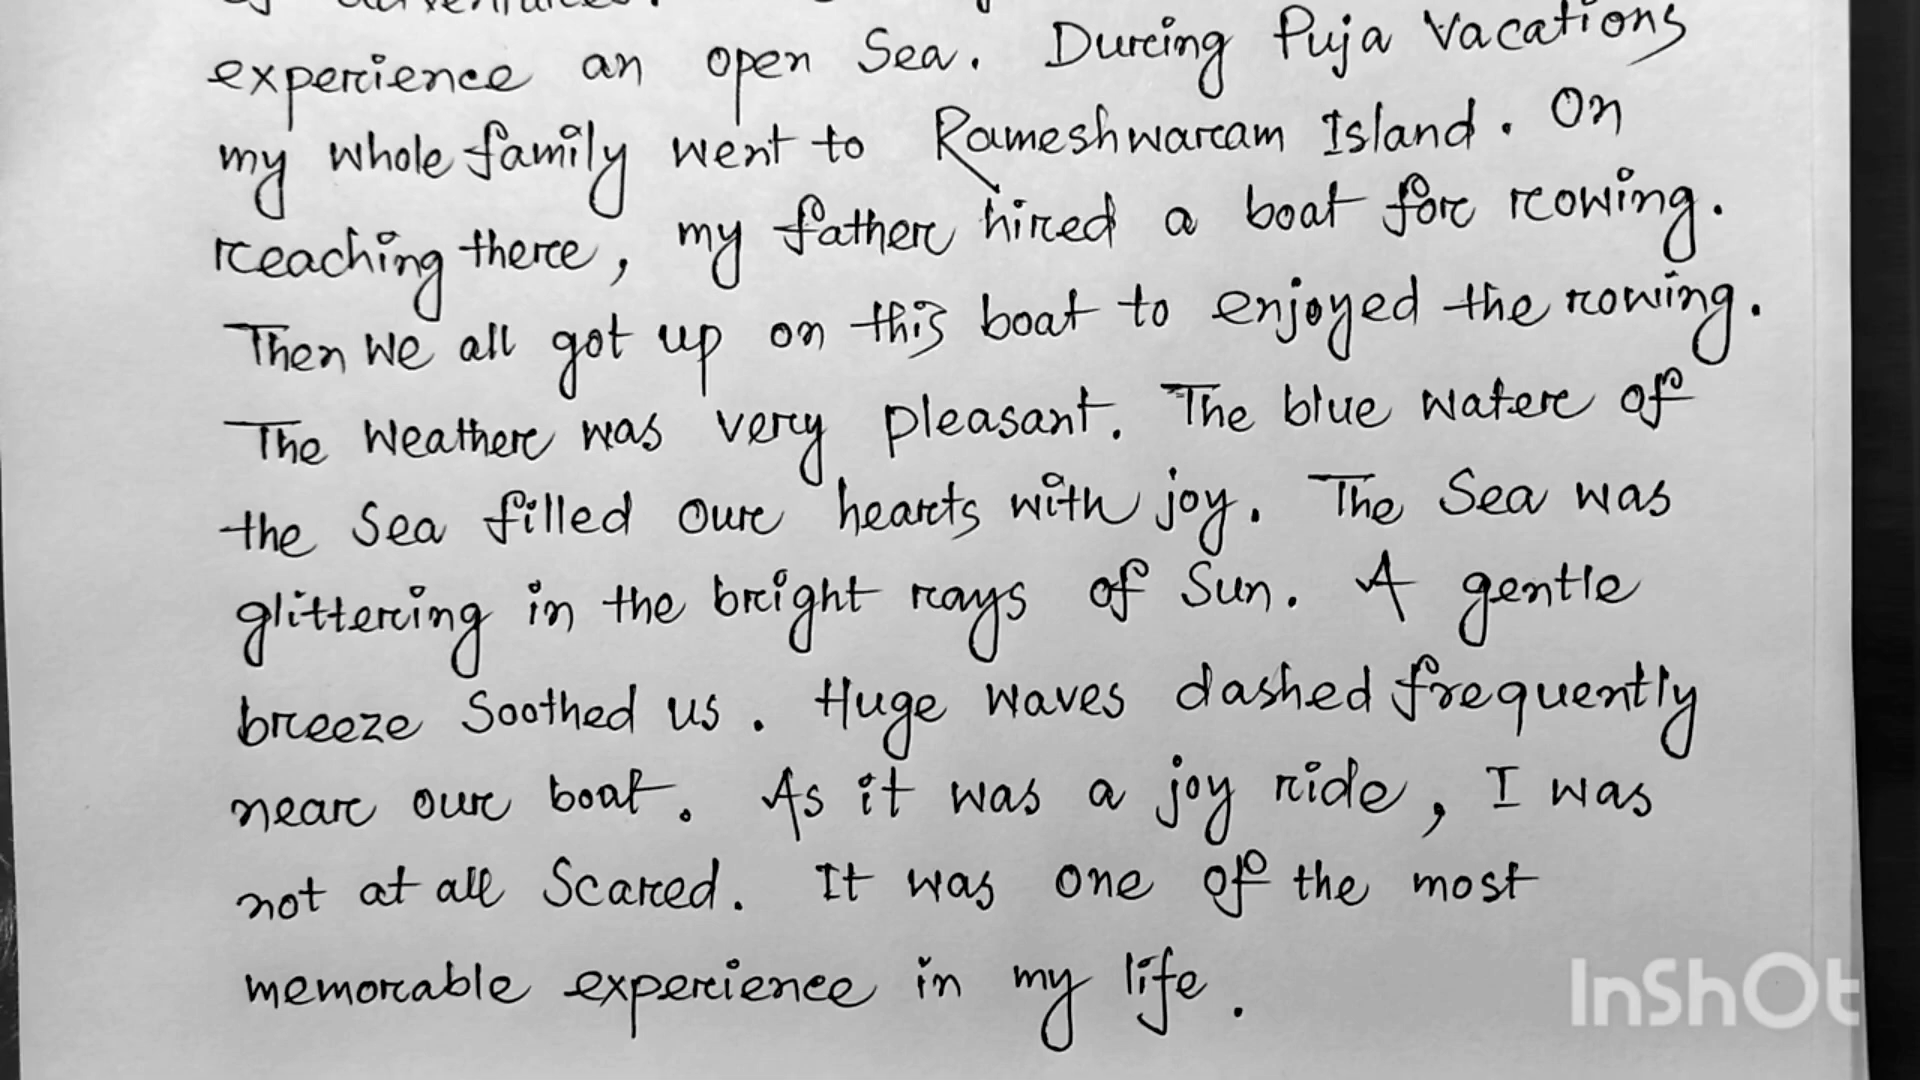 experience an open Sea. During Puja Vacations
my whole family went to Rameshwaram Island. On
reaching there, my father hired a boat for rowing.
Then we all got up on this boat to enjoyed the rowing.
The Weather was very pleasant. The blue water of
the Sea filled our hearts with joy. The Sea was
glittering in the bright rays of Sun. A gentle
breeze Soothed us. Huge waves dashed frequently
near our boat. As it was a joy ride, I was
not at all Scared. It was one of the most
memorable experience in my life.
InShOt